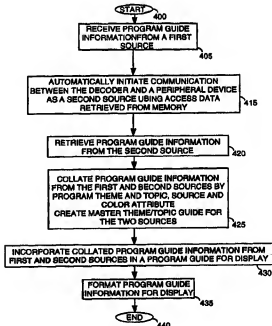 START
400
RECEIVE PROGRAM GUIDE
INFORMATIONFROM A FIRST
SOURCE
405
AUTOMATICALLY INITIATE COMMUNICATION
BETWEEN THE DECODER AND A PERIPHERAL DEVICE
AS A SECOND SOURCE USING ACCESS DATA
RETRIEVED FROM MEMORY
415
RETRIEVE PROGRAM GUIDE INFORMATION
FROM THE SECOND SOURCE
420
COLLATE PROGRAM GUIDE INFORMATION
FROM THE FIRST AND SECOND SOURCES BY
PROGRAM THEME AND TOPIC, SOURCE AND
COLOR ATTRIBUTE
CREATE MASTER THEME/TOPIC GUIDE FOR
THE TWO SOURCES
425
INCORPORATE COLLATED PROGRAM GUIDE INFORMATION FROM
FIRST AND SECOND SOURCES IN A PROGRAM GUIDE FOR DISPLAY
430
FORMAT PROGRAM GUIDE
INFORMATION FOR DISPLAY
435
END
440